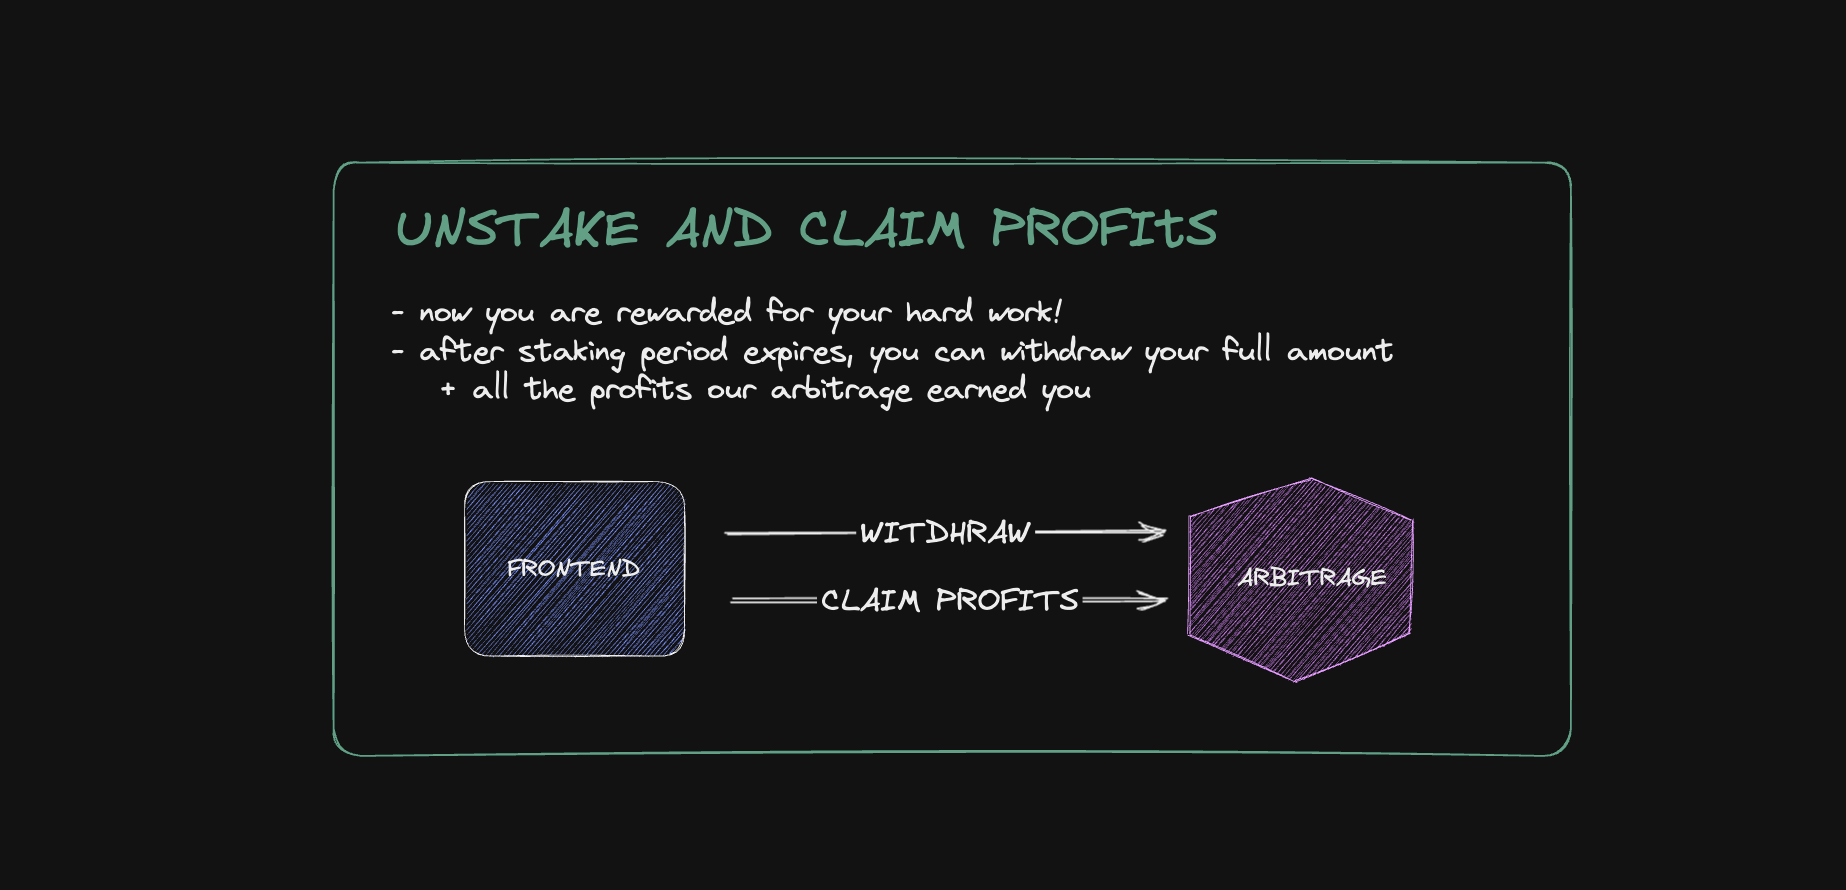 UNSTAKE AND CLAIM PROFItS
- now you are rewarded for your hard work!
- after staking period expires, you can withdraw your full amount
+ all the profits our arbitrage earned you
WITDHRAW
FRONTEND
ARBITRAGE
CLAIM PROFITS